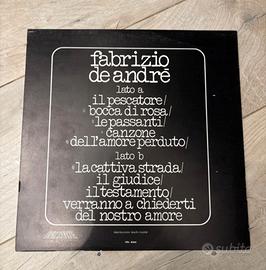 fabrizio
de andrè
lato a
il pescatore/
bocca di rosa/
le passanti/
canzone
dell'amore perduto/
lato b
la cattiva strada/
il giudice/
il testamento/
verranno a chiederti
del nostro amore
subito